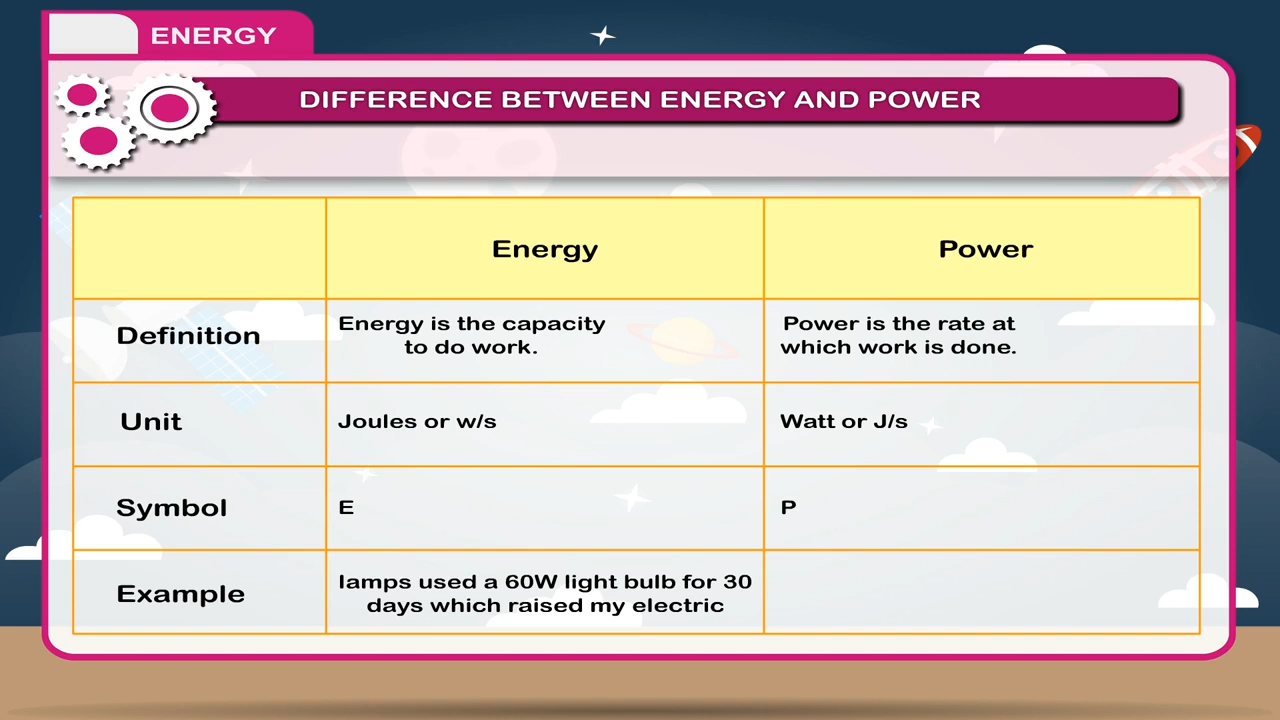 ENERGY
DIFFERENCE BETWEEN ENERGY AND POWER
Energy
Power
Definition
Energy is the capacity
to do work.
Power is the rate at
which work is done.
Unit
Joules or w/s
Watt or J/s
Symbol
E
P
Example
lamps used a 60W light bulb for 30
days which raised my electric